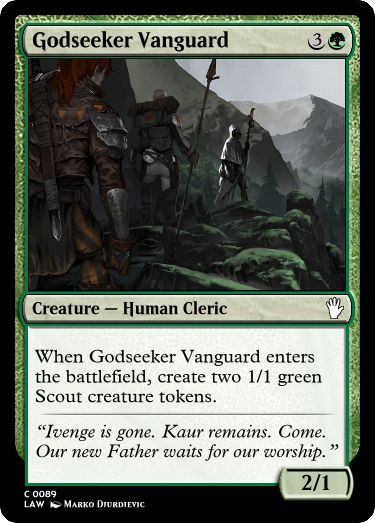 Godseeker Vanguard 3
Creature — Human Cleric
When Godseeker Vanguard enters
the battlefield, create two 1/1 green
Scout creature tokens.
“Ivenge is gone. Kaur remains. Come.
Our new Father waits for our worship.”
2/1
C 0089
LAW Marko Djurdjevic